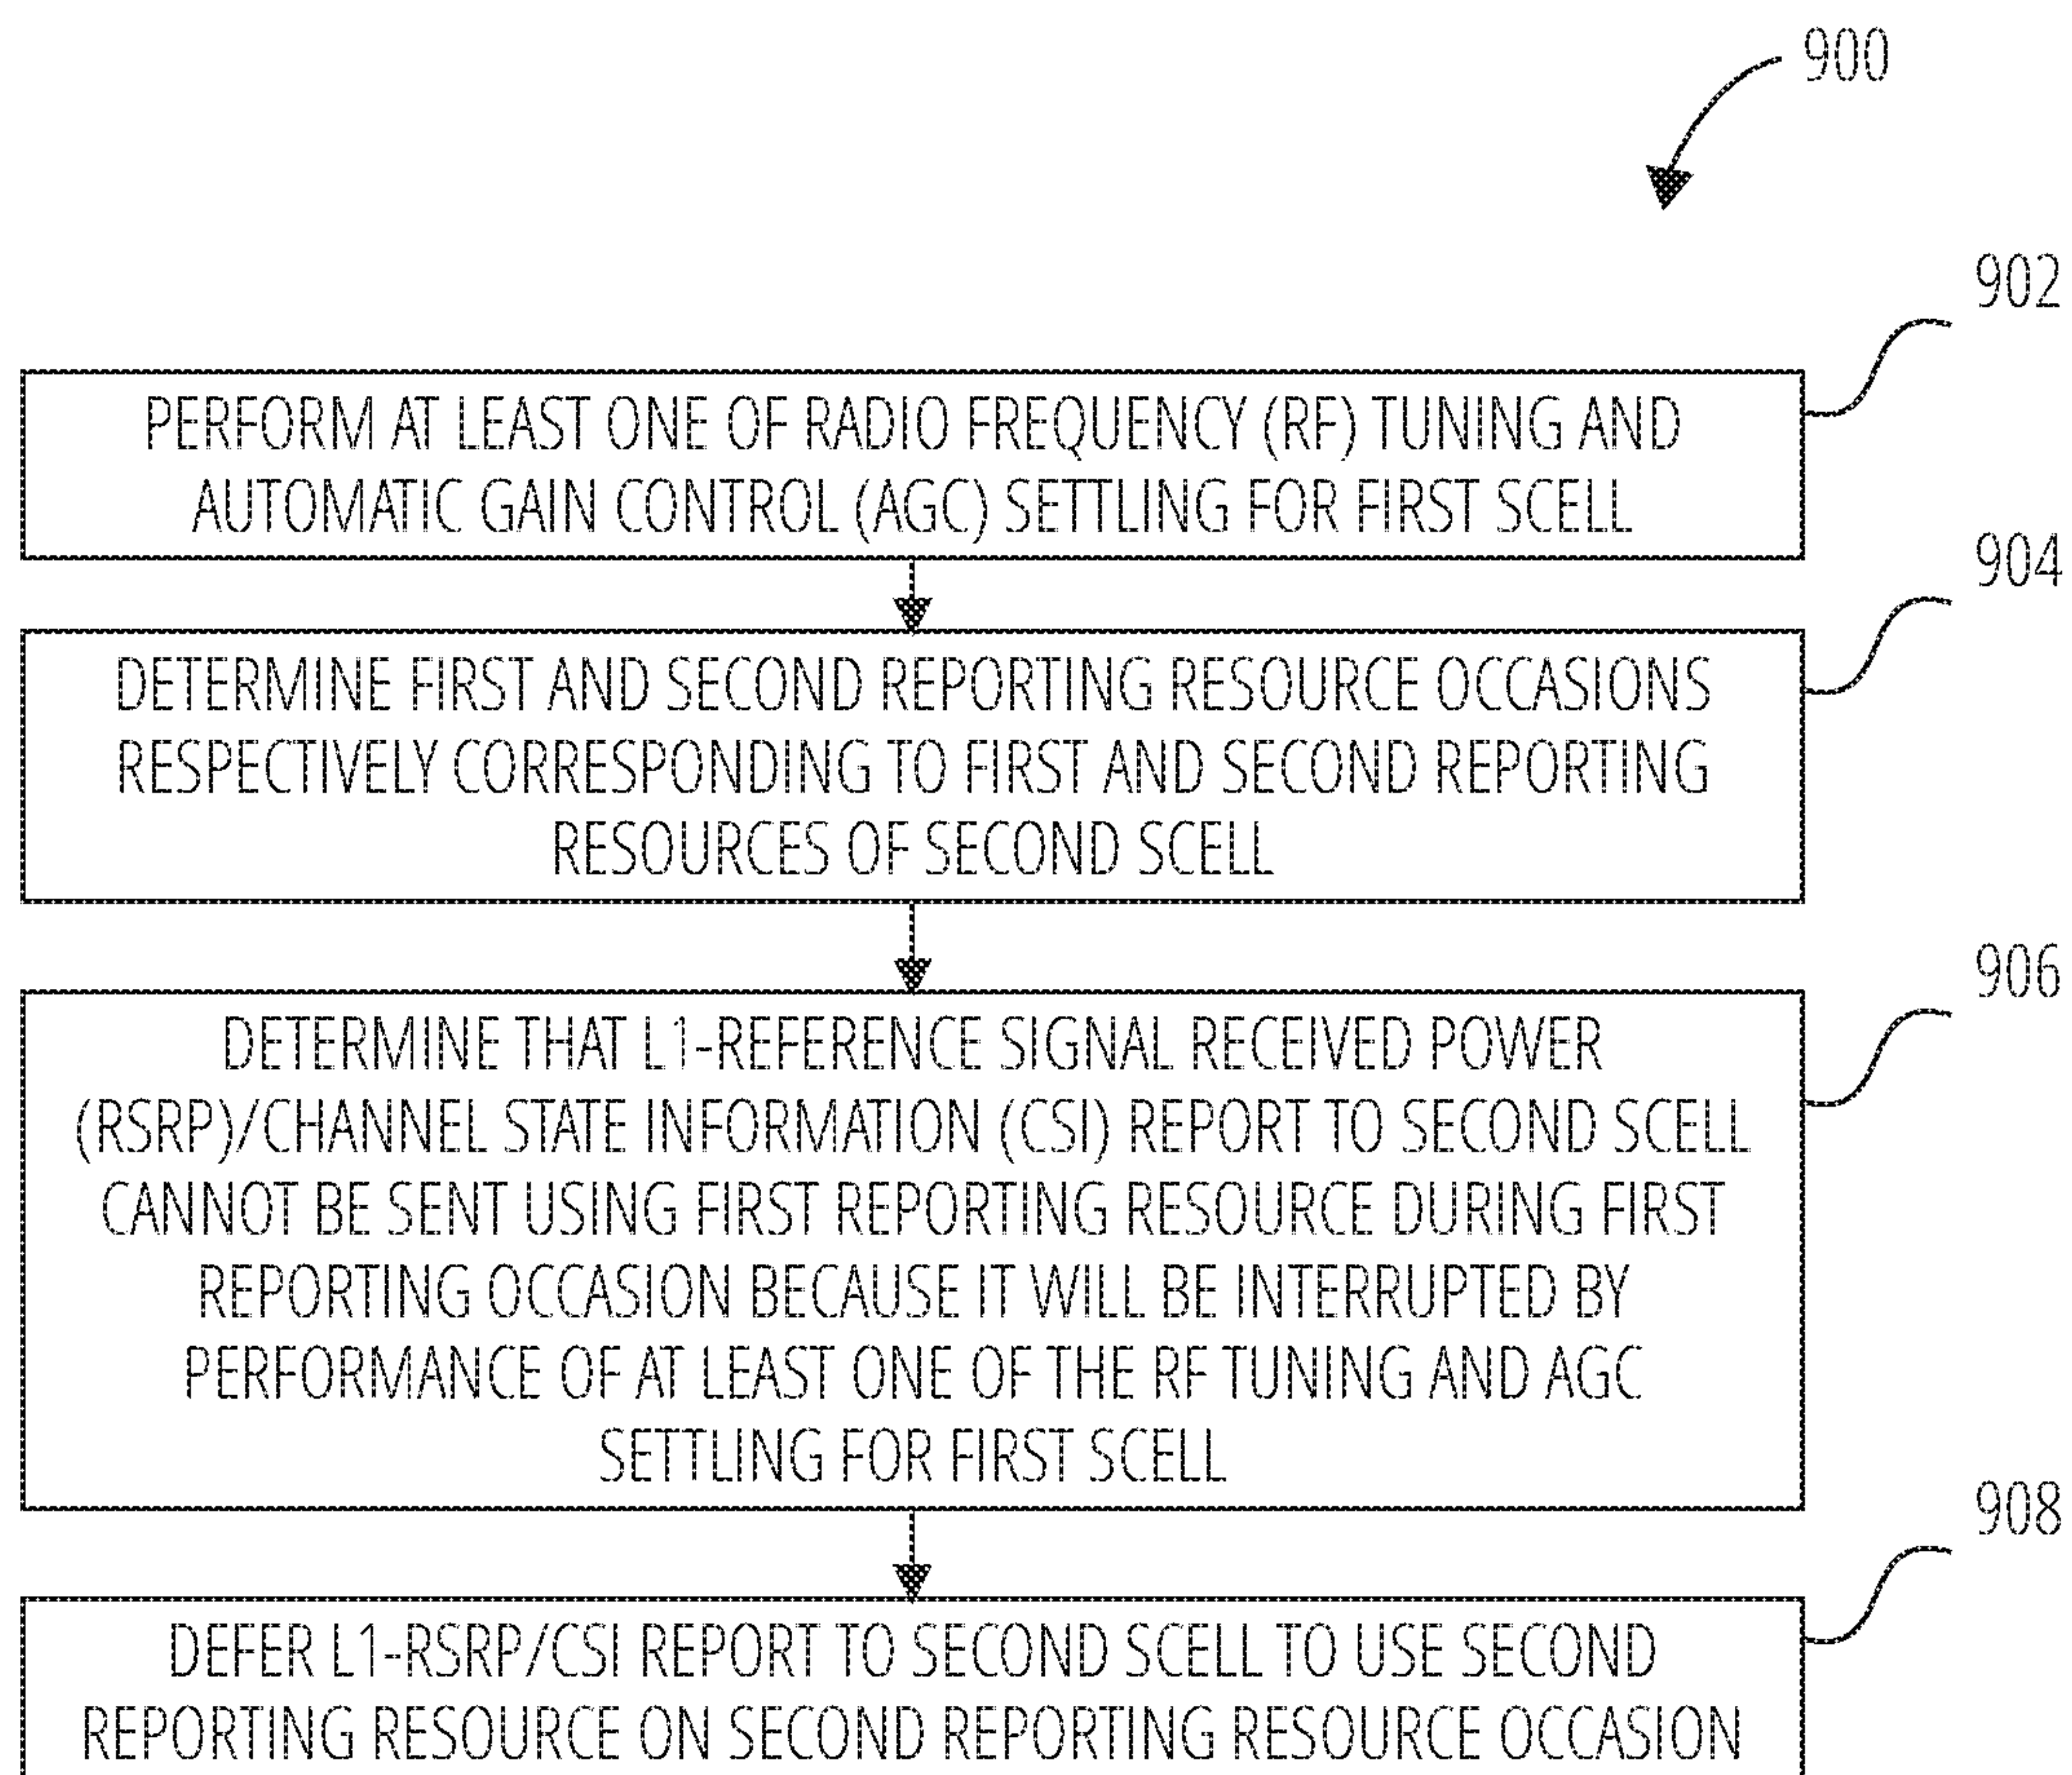 900
902
PERFORM AT LEAST ONE OF RADIO FREQUENCY (RF) TUNING AND
AUTOMATIC GAIN CONTROL (AGC) SETTLING FOR FIRST SCELL
904
DETERMINE FIRST AND SECOND REPORTING RESOURCE OCCASIONS
RESPECTIVELY CORRESPONDING TO FIRST AND SECOND REPORTING
RESOURCES OF SECOND SCELL
906
DETERMINE THAT L1-REFERENCE SIGNAL RECEIVED POWER
(RSRP)/CHANNEL STATE INFORMATION (CSI) REPORT TO SECOND SCELL
CANNOT BE SENT USING FIRST REPORTING RESOURCE DURING FIRST
REPORTING OCCASION BECAUSE IT WILL BE INTERRUPTED BY
PERFORMANCE OF AT LEAST ONE OF THE RF TUNING AND AGC
SETTLING FOR FIRST SCELL
908
DEFER L1-RSRP/CSI REPORT TO SECOND SCELL TO USE SECOND
REPORTING RESOURCE ON SECOND REPORTING RESOURCE OCCASION